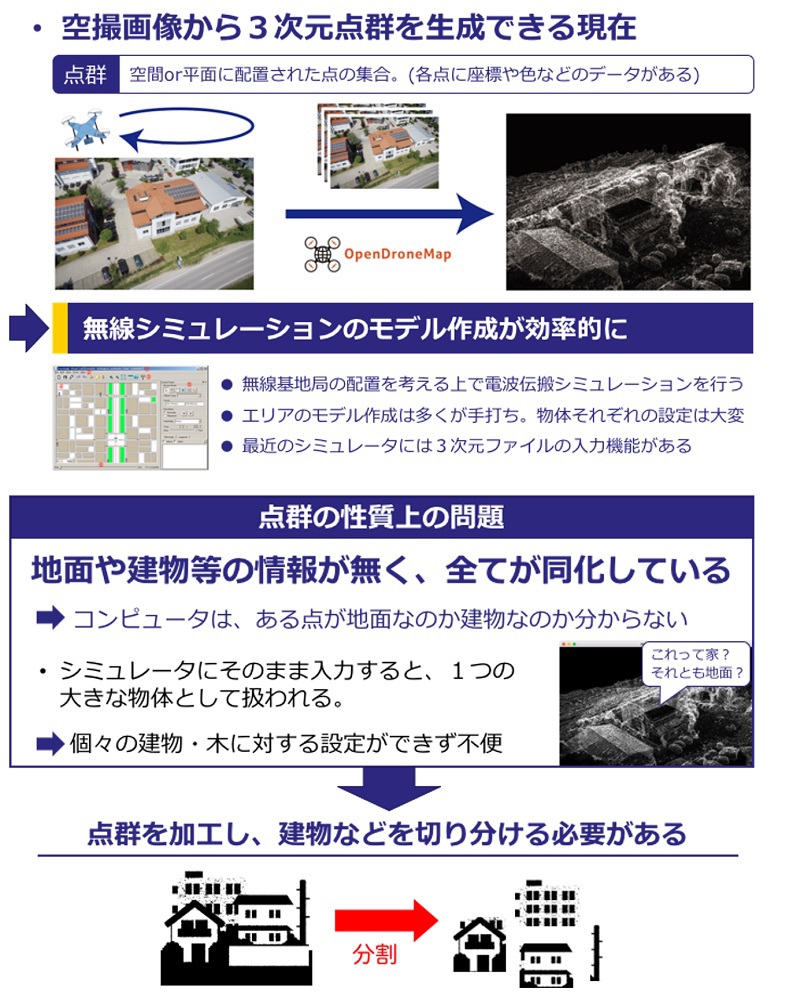 • 空撮画像から３次元点群を生成できる現在
点群 空間or平面に配置された点の集合。(各点に座標や色などのデータがある)
OpenDroneMap
無線シミュレーションのモデル作成が効率的に
● 無線基地局の配置を考える上で電波伝搬シミュレーションを行う
● エリアのモデル作成は多くが手打ち。物体それぞれの設定は大変
● 最近のシミュレータには３次元ファイルの入力機能がある
点群の性質上の問題
地面や建物等の情報が無く、全てが同化している
コンピュータは、ある点が地面なのか建物なのか分からない
• シミュレータにそのまま入力すると、１つの
大きな物体として扱われる。
これって家？
それとも地面？
個々の建物・木に対する設定ができず不便
点群を加工し、建物などを切り分ける必要がある
分割